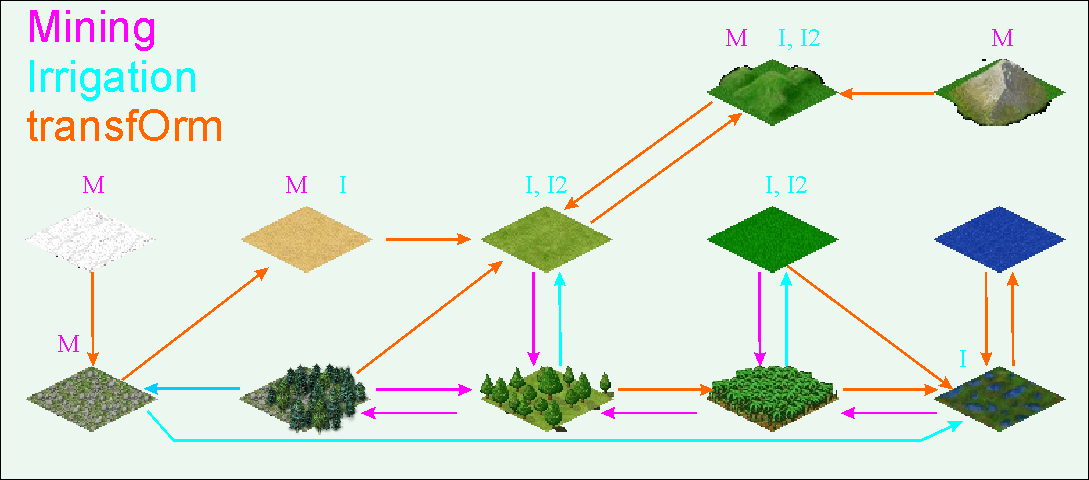 Mining
Irrigation
transfOrm
M I, I2 M
M M I I, I2 I, I2
M I